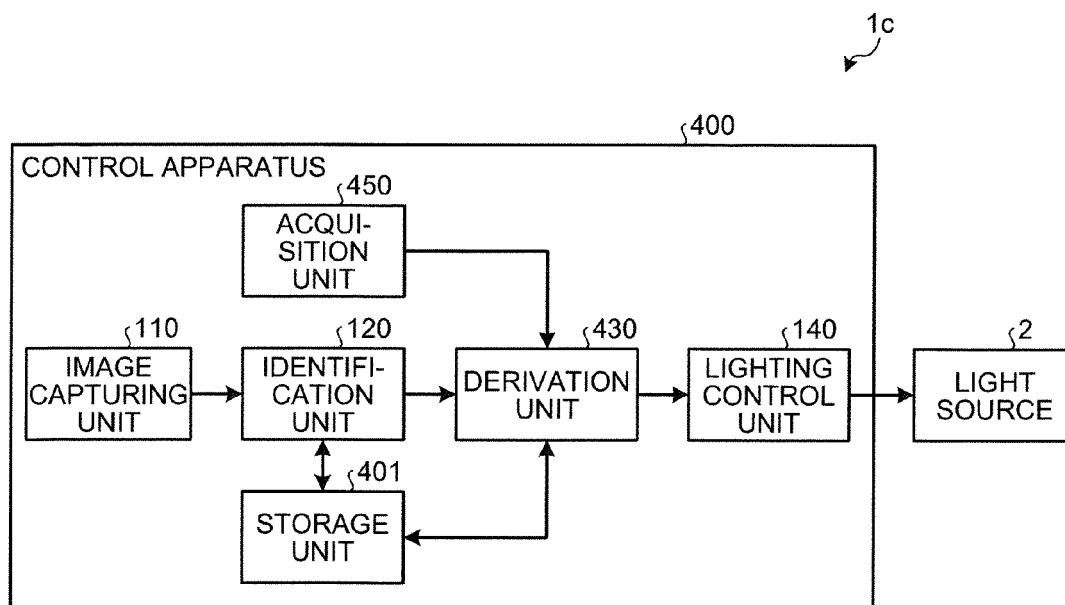 1c
400
CONTROL APPARATUS
450
ACQUI-
SITION
UNIT
110
IMAGE
CAPTURING
UNIT
120
IDENTIFI-
CATION
UNIT
430
DERIVATION
UNIT
140
LIGHTING
CONTROL
UNIT
2
LIGHT
SOURCE
401
STORAGE
UNIT